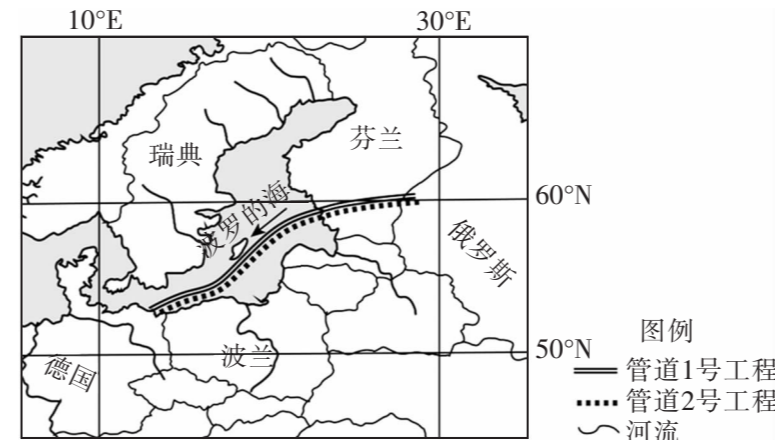 10°E
30°E
芬兰
瑞典
60°N
波罗的海
俄罗斯
图例
50°N
波兰
德国
管道1号工程
管道2号工程
河流